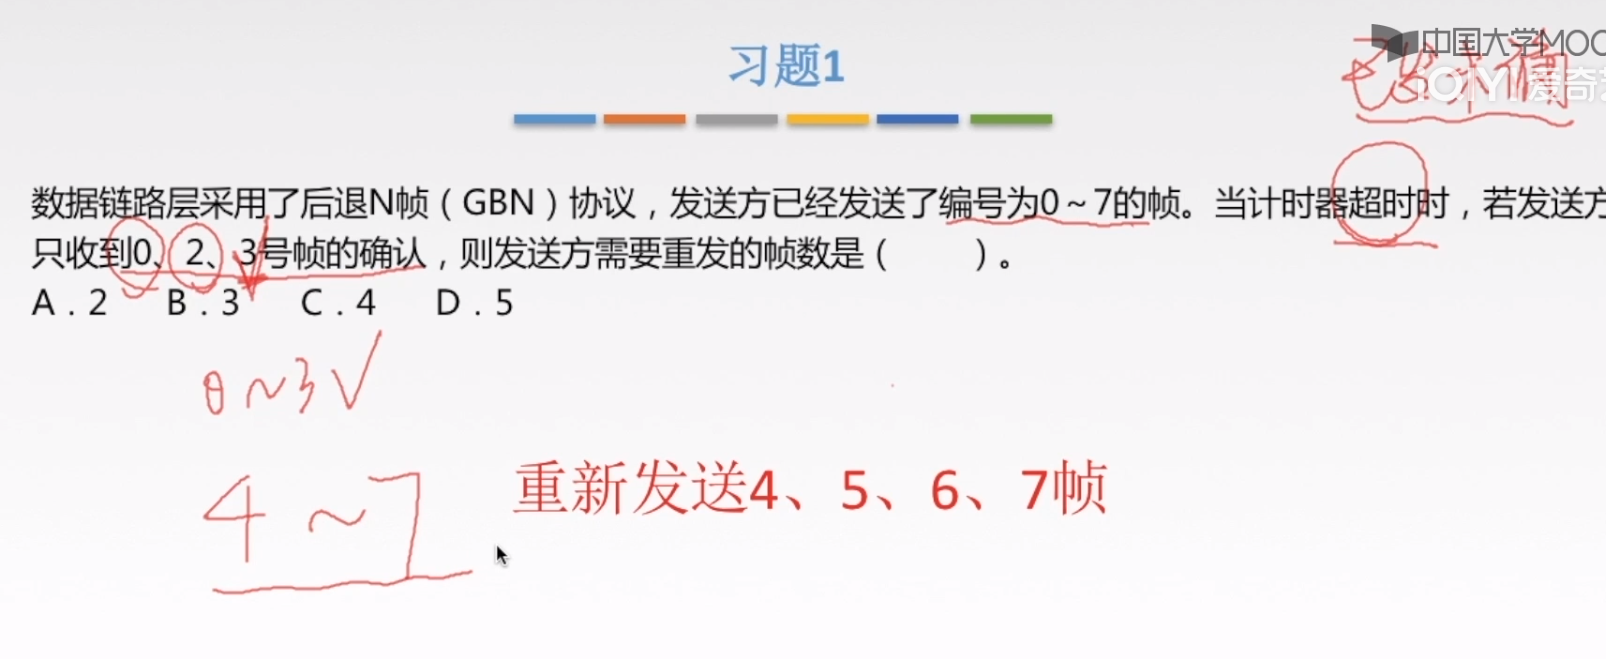 中国大学MOO
已发未确
iQIYI 爱奇艺
习题1
数据链路层采用了后退N帧（GBN）协议，发送方已经发送了编号为0～7的帧。当计时器超时时，若发送方
只收到0、2、3号帧的确认，则发送方需要重发的帧数是（　　）。
A．2　B．3　C．4　D．5
0～3√
4～7
重新发送4、5、6、7帧